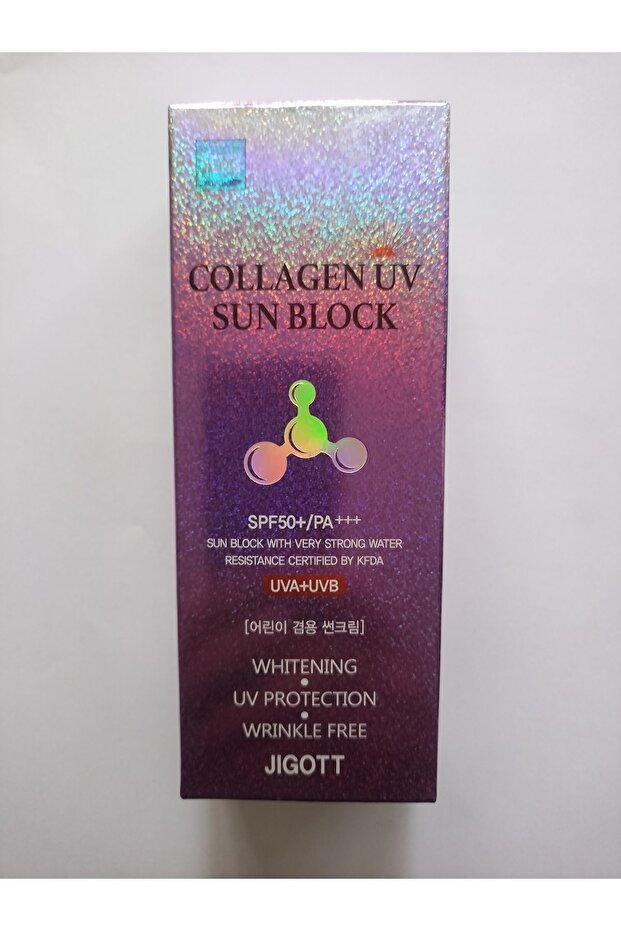 COLLAGEN UV
SUN BLOCK
SPF50+/PA+++
SUN BLOCK WITH VERY STRONG WATER
RESISTANCE CERTIFIED BY KFDA
UVA+UVB
[어린이 겸용 썬크림]
WHITENING
•
UV PROTECTION
•
WRINKLE FREE
JIGOTT